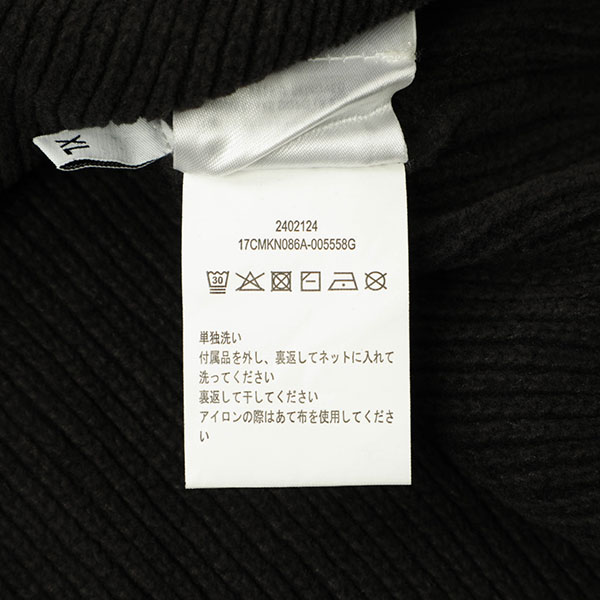 XL
2402124
17CMKN086A-005558G
30
単独洗い
付属品を外し、裏返してネットに入れて
洗ってください
裏返して干してください
アイロンの際はあて布を使用してくださ
い